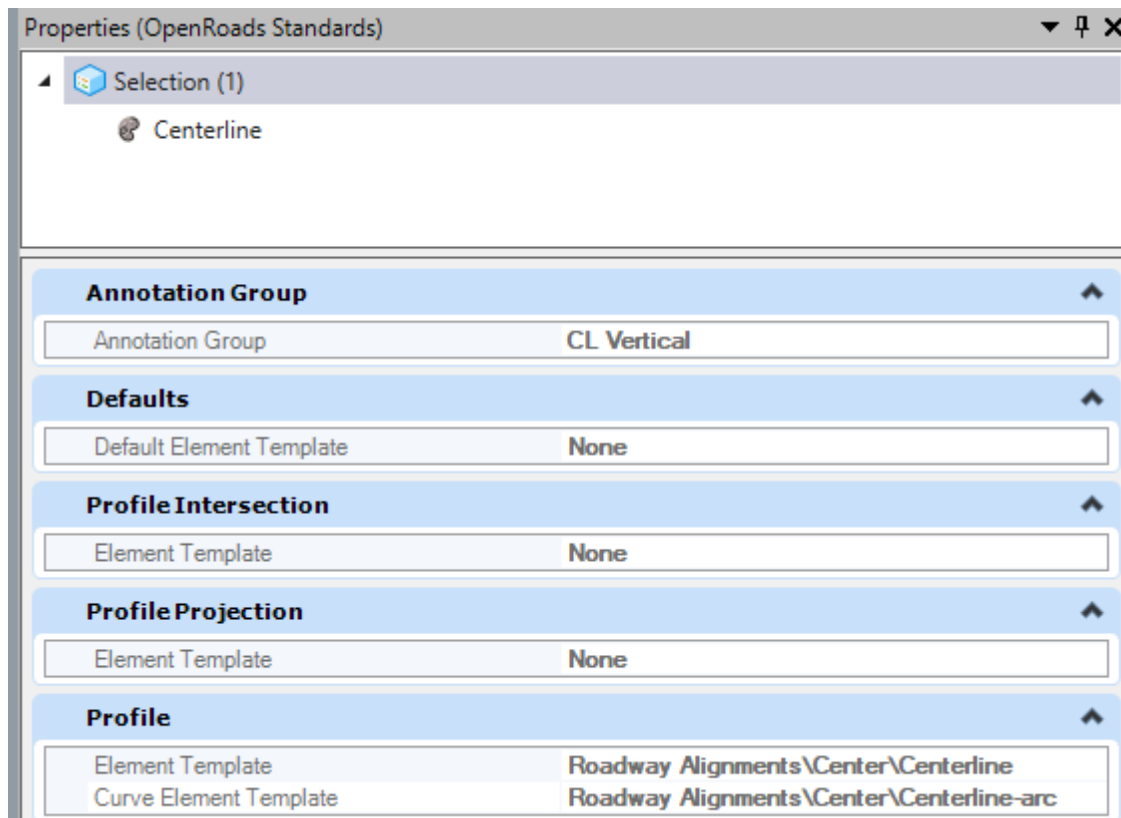 Properties (OpenRoads Standards)
Selection (1)
Centerline
Annotation Group
Annotation Group CL Vertical
Defaults
Default Element Template None
Profile Intersection
Element Template None
Profile Projection
Element Template None
Profile
Element Template Roadway Alignments\Center\Centerline
Curve Element Template Roadway Alignments\Center\Centerline-arc